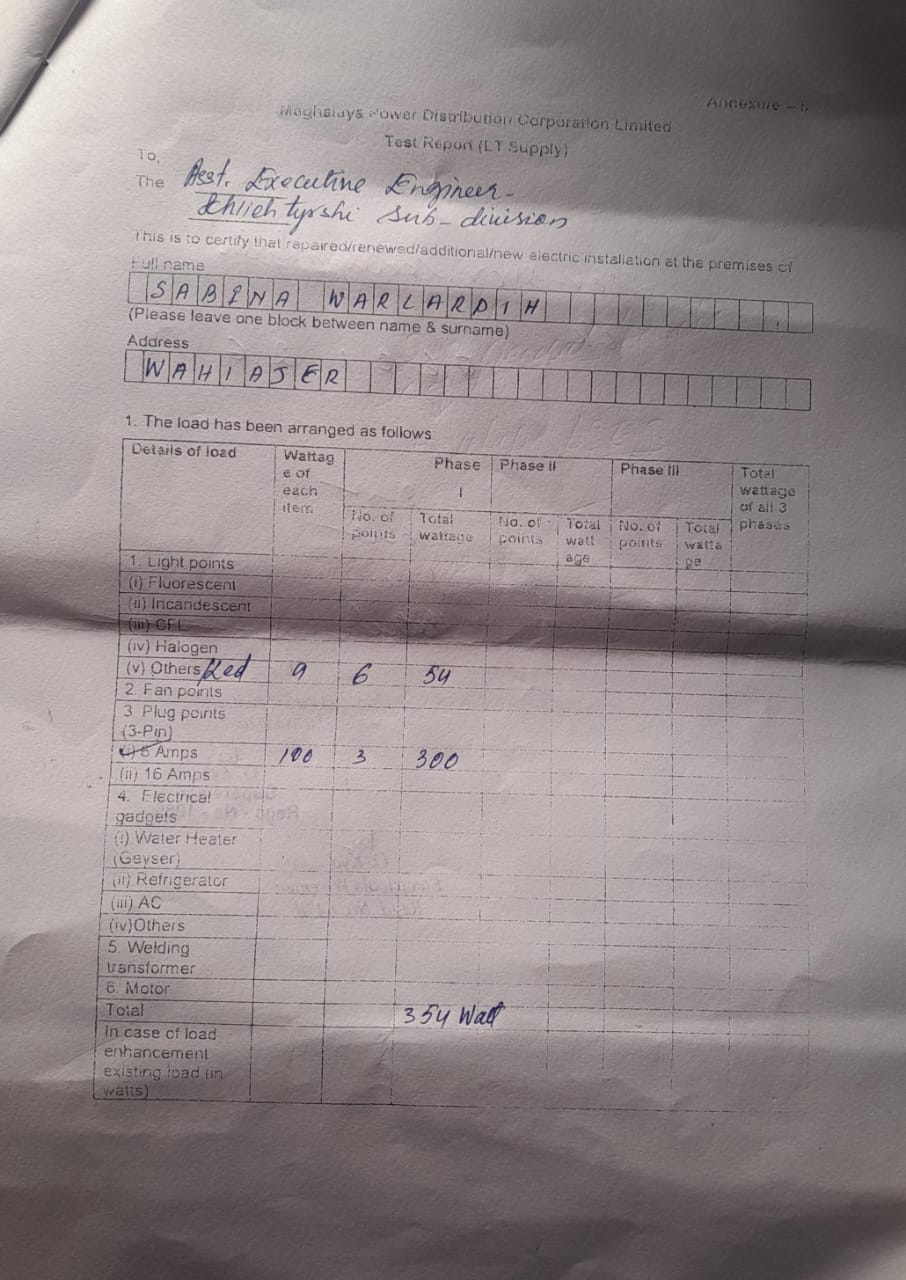 Annexure – 5
Meghalaya Power Distribution Corporation Limited
Test Report (LT Supply)
To,
The Asst. Executive Engineer
Khliehtyrshi Sub-division
This is to certify that repaired/renewed/additional/new electric installation at the premises of
Full name
SABINA WARLARPIH
(Please leave one block between name & surname)
Address
WAHIAJER
1. The load has been arranged as follows:
Details of load
Wattag
e of
each
item
Phase
I
Phase II
Phase III
Total
wattage
of all 3
phases
No. of
points
Total
wattage
No. of
points
Total
watt
age
No. of
points
Total
watta
ge
1. Light points
(i) Fluorescent
(ii) Incandescent
(iii) CFL
(iv) Halogen
(v) Others Led 9 6 54
2. Fan points
3. Plug points
(3-Pin)
(i) 6 Amps 100 3 300
(ii) 16 Amps
4. Electrical
gadgets
(i) Water Heater
(Geyser)
(ii) Refrigerator
(iii) AC
(iv)Others
5. Welding
transformer
6. Motor
Total 354 Watt
In case of load
enhancement
existing load (in
watts)